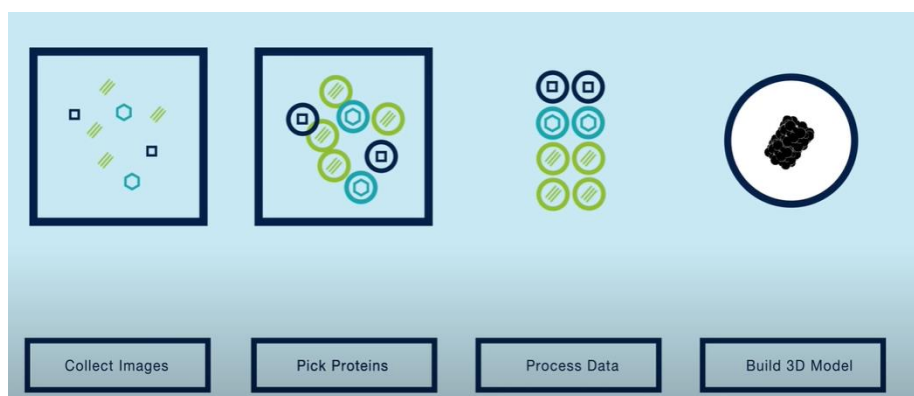 Collect Images
Pick Proteins
Process Data
Build 3D Model